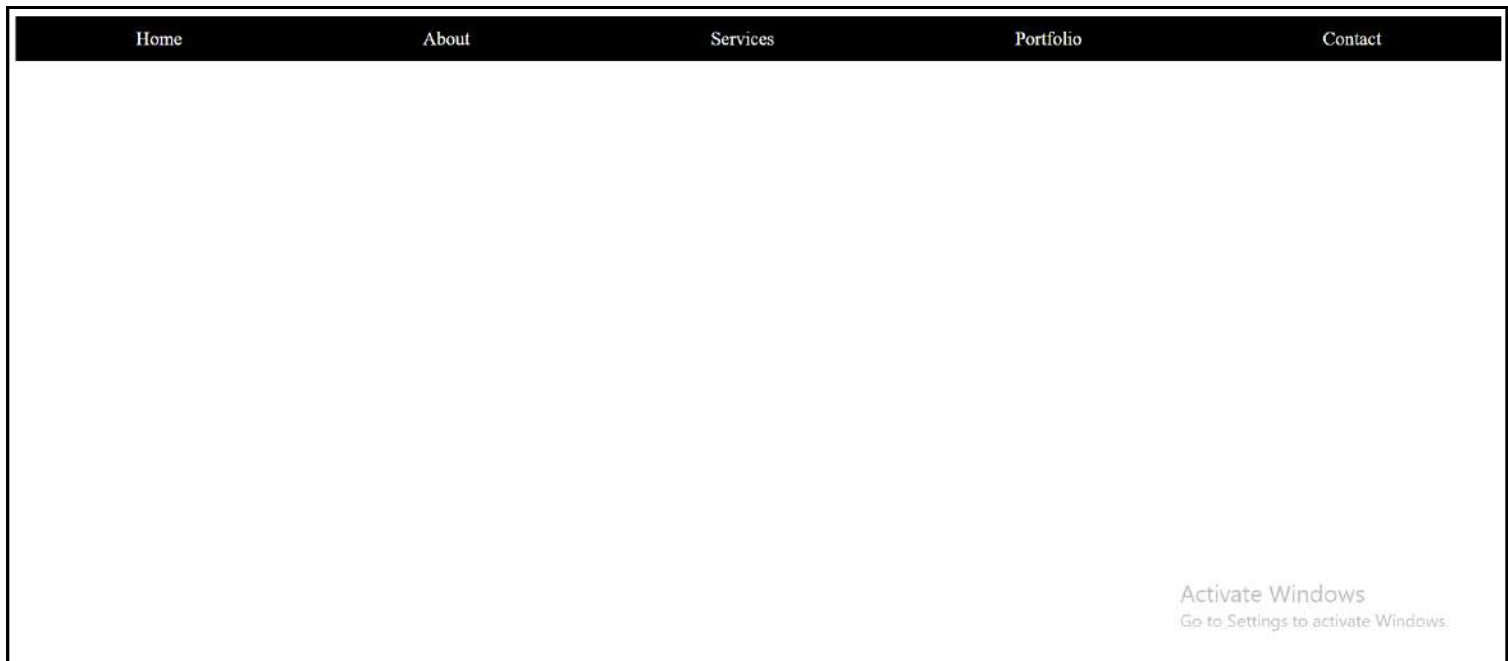 Home About Services Portfolio Contact
Activate Windows
Go to Settings to activate Windows.